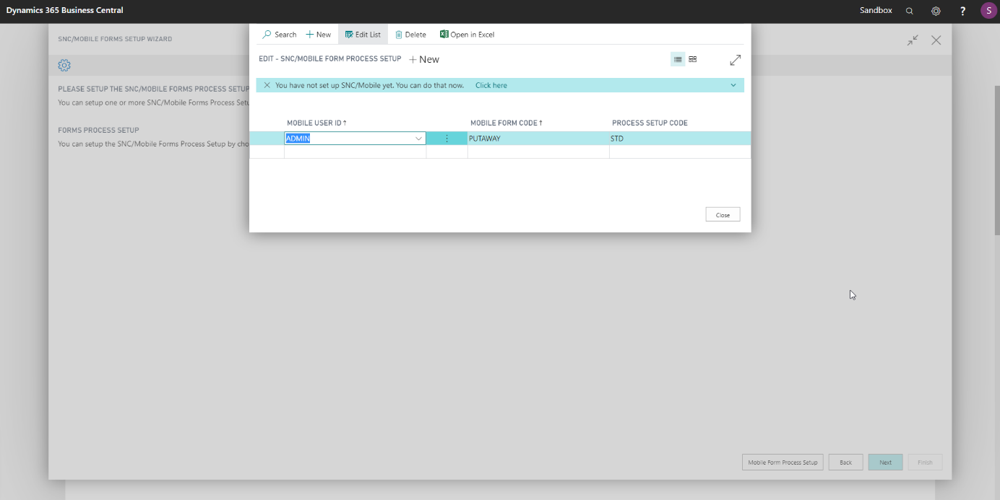 Dynamics 365 Business Central
Sandbox
?
S
SNC/MOBILE FORMS SETUP WIZARD
Search
New
Edit List
Delete
Open in Excel
EDIT - SNC/MOBILE FORM PROCESS SETUP
+ New
PLEASE SETUP THE SNC/MOBILE FORMS PROCESS SETUP
You can setup one or more SNC/Mobile Forms Process Setu
You have not set up SNC/Mobile yet. You can do that now. Click here
FORMS PROCESS SETUP
You can setup the SNC/Mobile Forms Process Setup by cho
MOBILE USER ID ↑
MOBILE FORM CODE ↑
PROCESS SETUP CODE
ADMIN
PUTAWAY
STD
Close
Mobile Form Process Setup
Back
Next
Finish